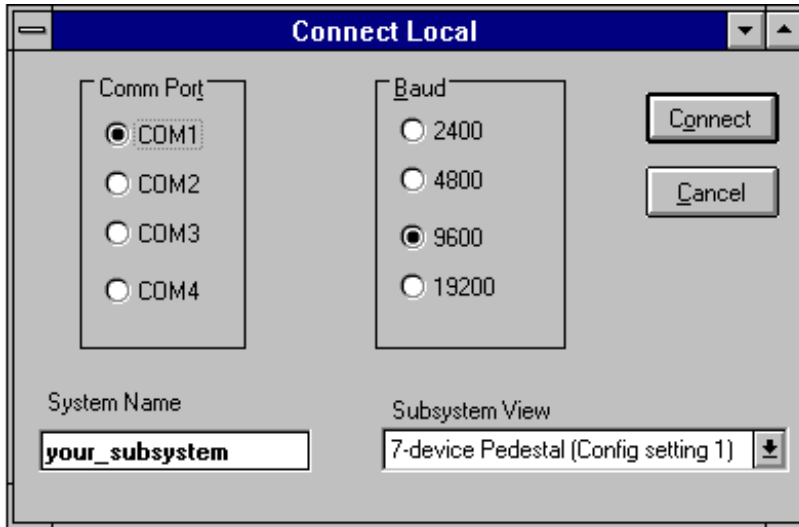 Connect Local
Comm Port
COM1
COM2
COM3
COM4
Baud
2400
4800
9600
19200
Connect
Cancel
System Name
your_subsystem
Subsystem View
7-device Pedestal (Config setting 1)